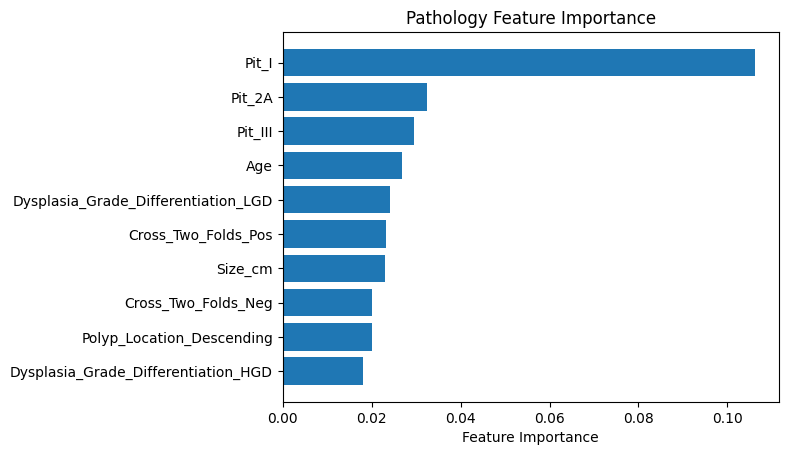 Pathology Feature Importance
Pit_I
Pit_2A
Pit_III
Age
Dysplasia_Grade_Differentiation_LGD
Cross_Two_Folds_Pos
Size_cm
Cross_Two_Folds_Neg
Polyp_Location_Descending
Dysplasia_Grade_Differentiation_HGD
0.00 0.02 0.04 0.06 0.08 0.10
Feature Importance